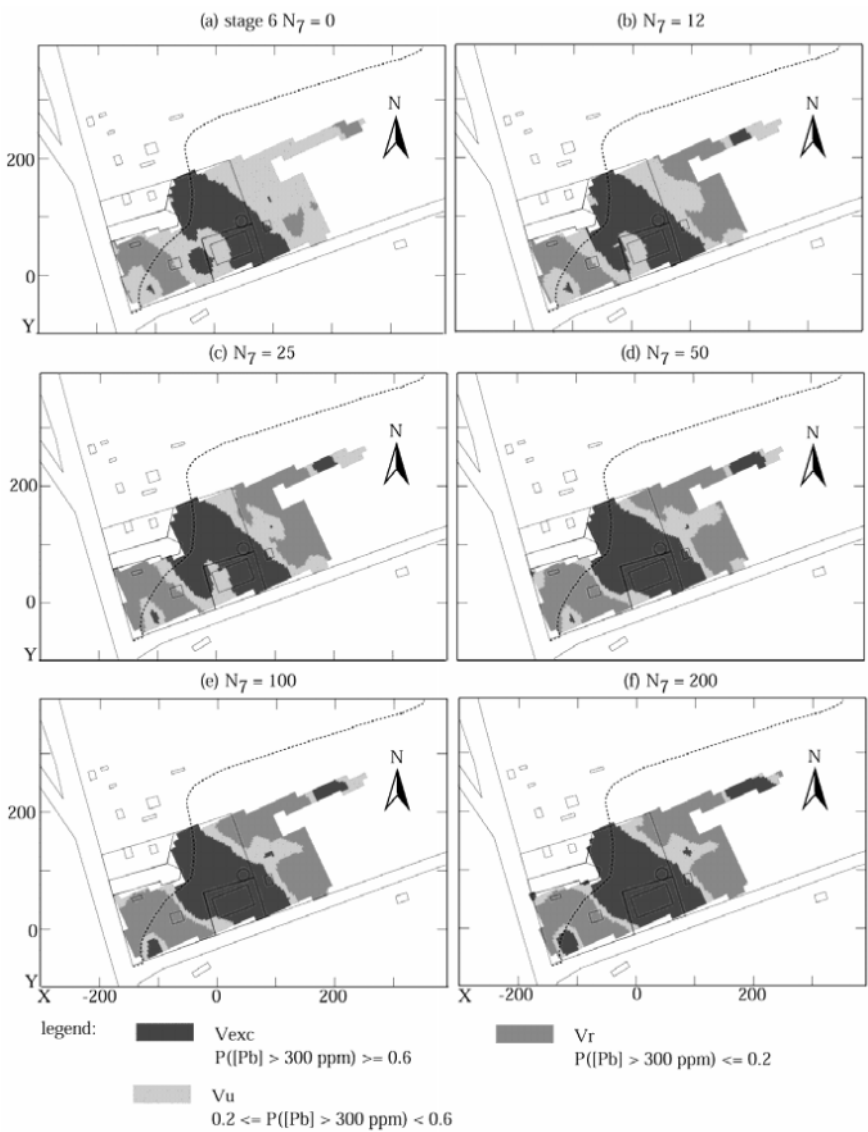 (a) stage 6 N7 = 0
(b) N7 = 12
N
N
200
0
Y
(c) N7 = 25
(d) N7 = 50
N
N
200
0
Y
(e) N7 = 100
(f) N7 = 200
N
N
200
0
Y
X -200 0 200
X -200 0 200
legend:
Vexc
P([Pb] > 300 ppm) >= 0.6
Vr
P([Pb] > 300 ppm) <= 0.2
Vu
0.2 <= P([Pb] > 300 ppm) < 0.6